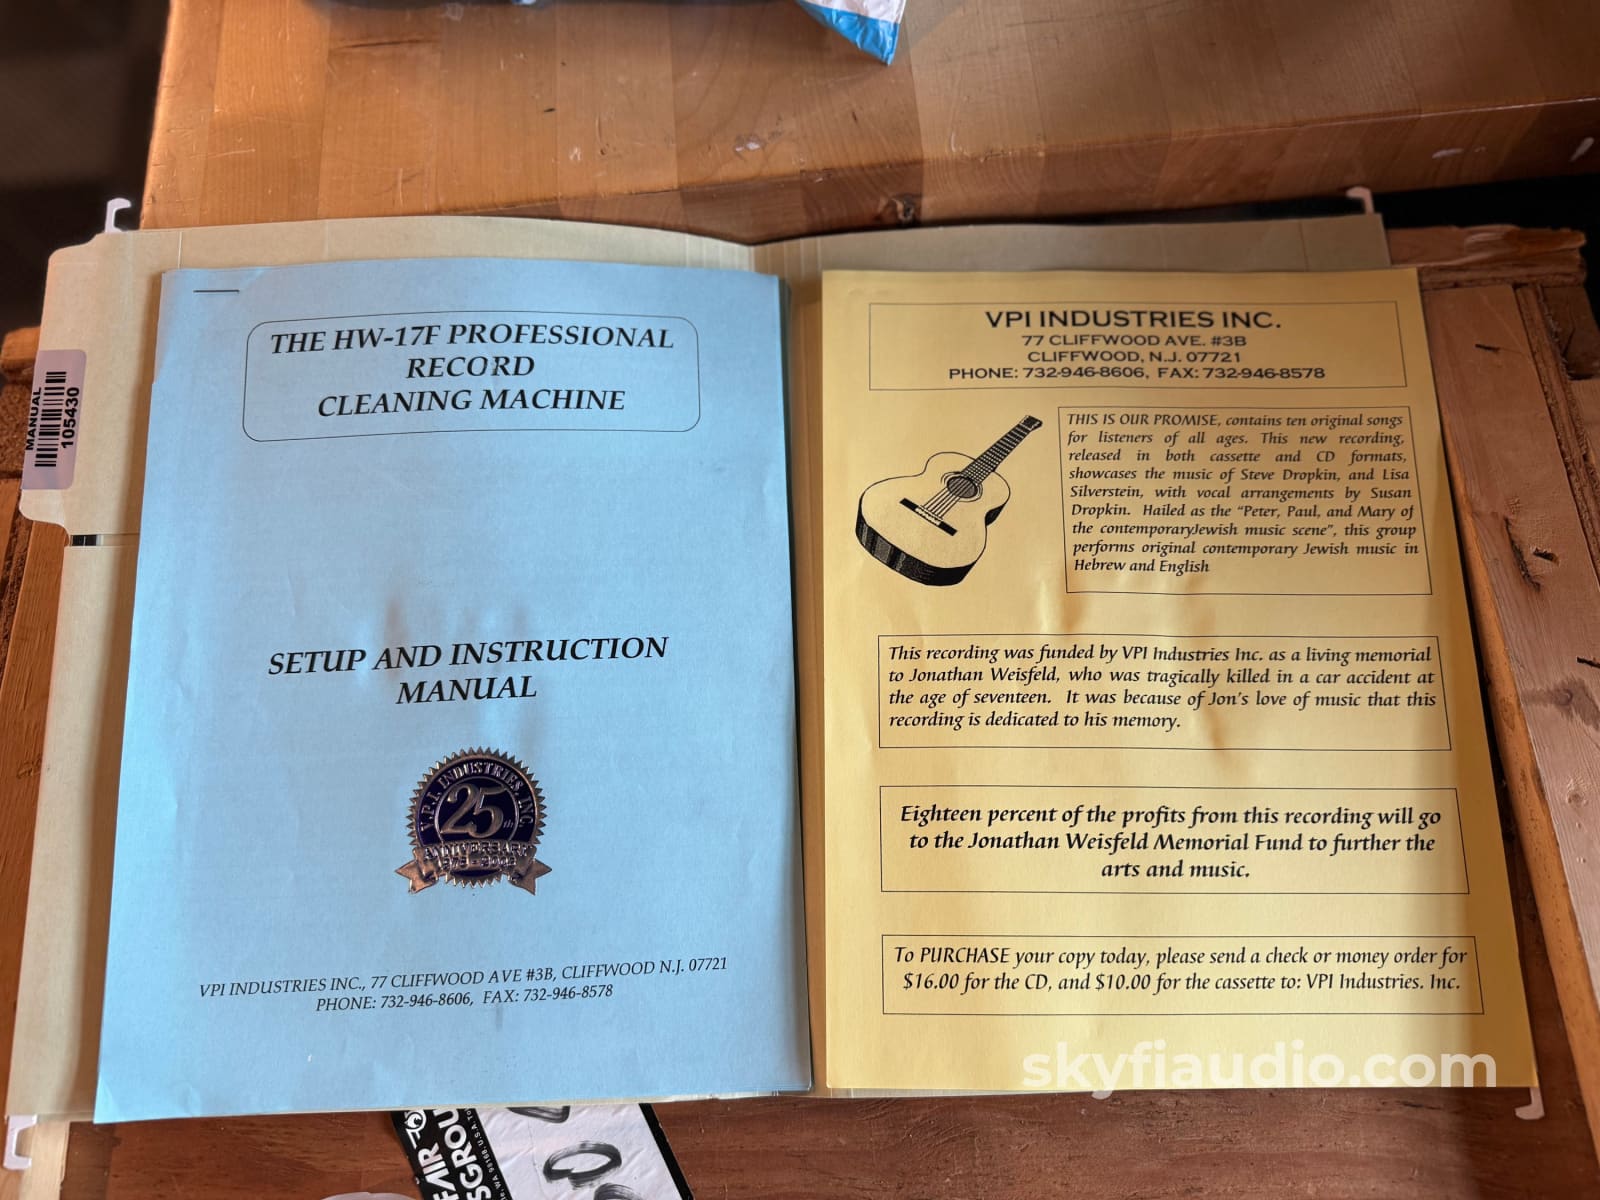 MANUAL
105430
THE HW-17F PROFESSIONAL
RECORD
CLEANING MACHINE
SETUP AND INSTRUCTION
MANUAL
V.P.I. INDUSTRIES, INC.
25th
ANNIVERSARY
VPI INDUSTRIES INC., 77 CLIFFWOOD AVE #3B, CLIFFWOOD N.J. 07721
PHONE: 732-946-8606, FAX: 732-946-8578
VPI INDUSTRIES INC.
77 CLIFFWOOD AVE. #3B
CLIFFWOOD, N.J. 07721
PHONE: 732-946-8606, FAX: 732-946-8578
THIS IS OUR PROMISE, contains ten original songs
for listeners of all ages. This new recording,
released in both cassette and CD formats,
showcases the music of Steve Dropkin, and Lisa
Silverstein, with vocal arrangements by Susan
Dropkin. Hailed as the "Peter, Paul, and Mary of
the contemporaryJewish music scene", this group
performs original contemporary Jewish music in
Hebrew and English
This recording was funded by VPI Industries Inc. as a living memorial
to Jonathan Weisfeld, who was tragically killed in a car accident at
the age of seventeen. It was because of Jon's love of music that this
recording is dedicated to his memory.
Eighteen percent of the profits from this recording will go
to the Jonathan Weisfeld Memorial Fund to further the
arts and music.
To PURCHASE your copy today, please send a check or money order for
$16.00 for the CD, and $10.00 for the cassette to: VPI Industries. Inc.
skyfiaudio.com